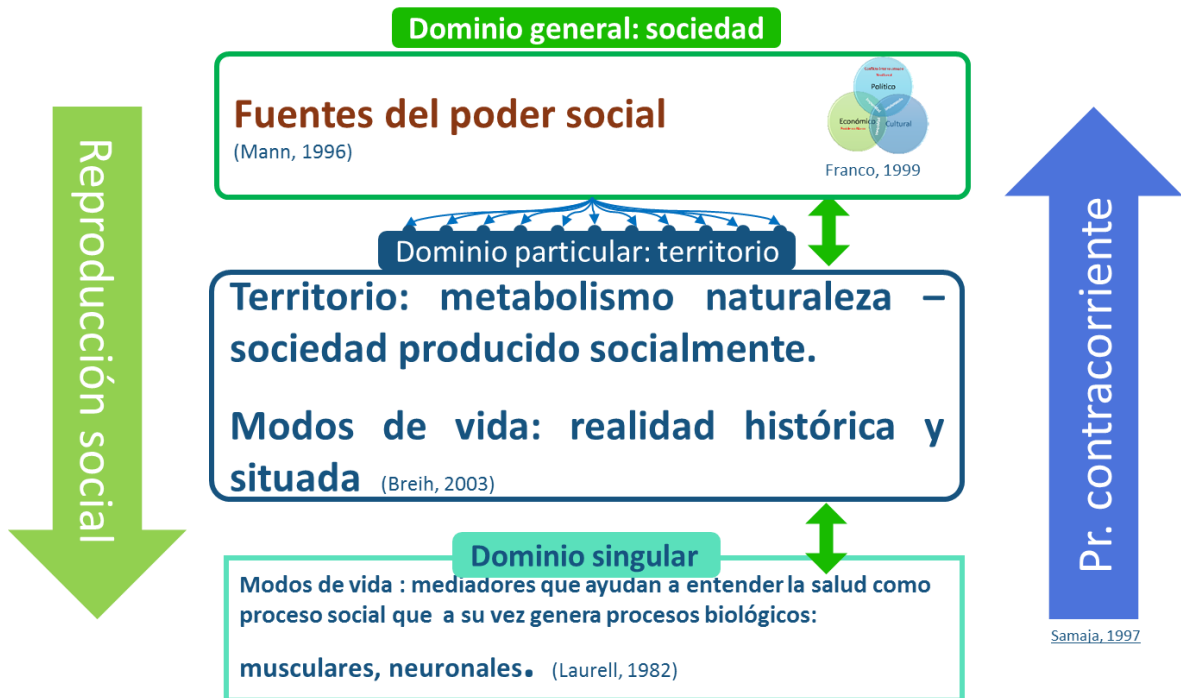 Dominio general: sociedad
Fuentes del poder social
(Mann, 1996)
Político
Económico
Cultural
Franco, 1999
Reproducción social
Dominio particular: territorio
Territorio: metabolismo naturaleza –
sociedad producido socialmente.
Modos de vida: realidad histórica y
situada (Breih, 2003)
Dominio singular
Modos de vida : mediadores que ayudan a entender la salud como
proceso social que a su vez genera procesos biológicos:
musculares, neuronales. (Laurell, 1982)
Pr. contracorriente
Samaja, 1997